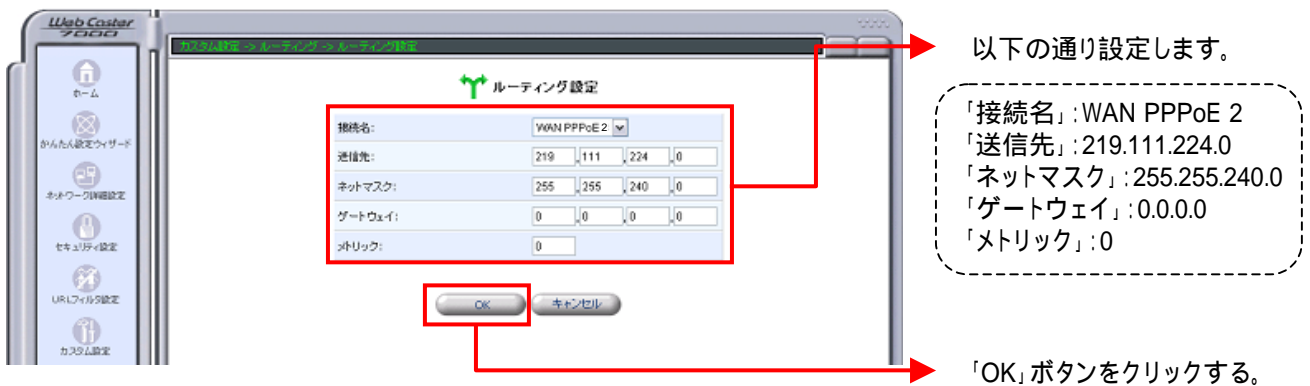 Web Caster
7000
カスタム設定 -> ルーティング -> ルーティング設定
ホーム
かんたん設定ウィザード
ネットワーク詳細設定
セキュリティ設定
URLフィルタ設定
カスタム設定
ルーティング設定
接続名: WAN PPPoE 2
送信先: 219 .111 .224 .0
ネットマスク: 255 .255 .240 .0
ゲートウェイ: 0 .0 .0 .0
メトリック: 0
OK キャンセル
以下の通り設定します。
「接続名」:WAN PPPoE 2
「送信先」:219.111.224.0
「ネットマスク」:255.255.240.0
「ゲートウェイ」:0.0.0.0
「メトリック」:0
「OK」ボタンをクリックする。